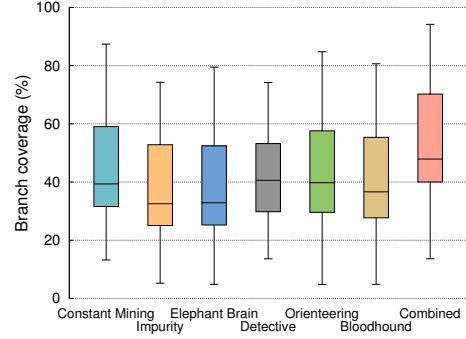 100
80
60
40
20
0
Branch coverage (%)
Constant Mining Elephant Brain Orienteering Combined
Impurity Detective Bloodhound